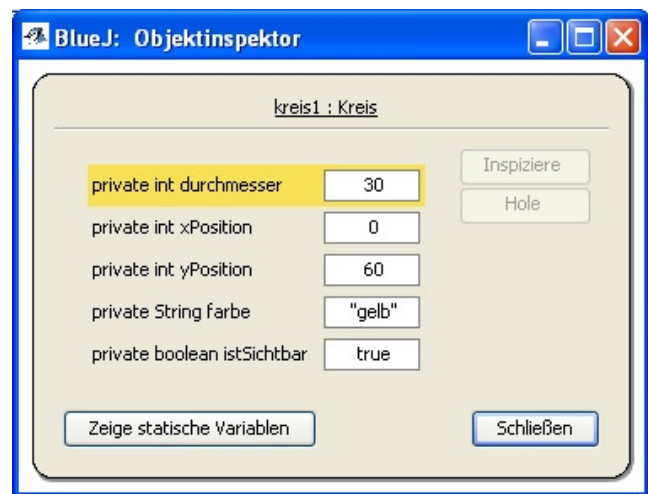 BlueJ: Objektinspektor
kreis1 : Kreis
private int durchmesser 30
Inspiziere
Hole
private int xPosition 0
private int yPosition 60
private String farbe "gelb"
private boolean istSichtbar true
Zeige statische Variablen
Schließen